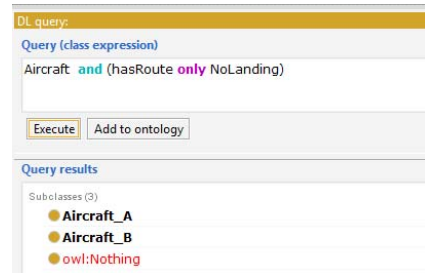 DL query:
Query (class expression)
Aircraft and (hasRoute only NoLanding)
Execute Add to ontology
Query results
Subclasses (3)
Aircraft_A
Aircraft_B
owl:Nothing